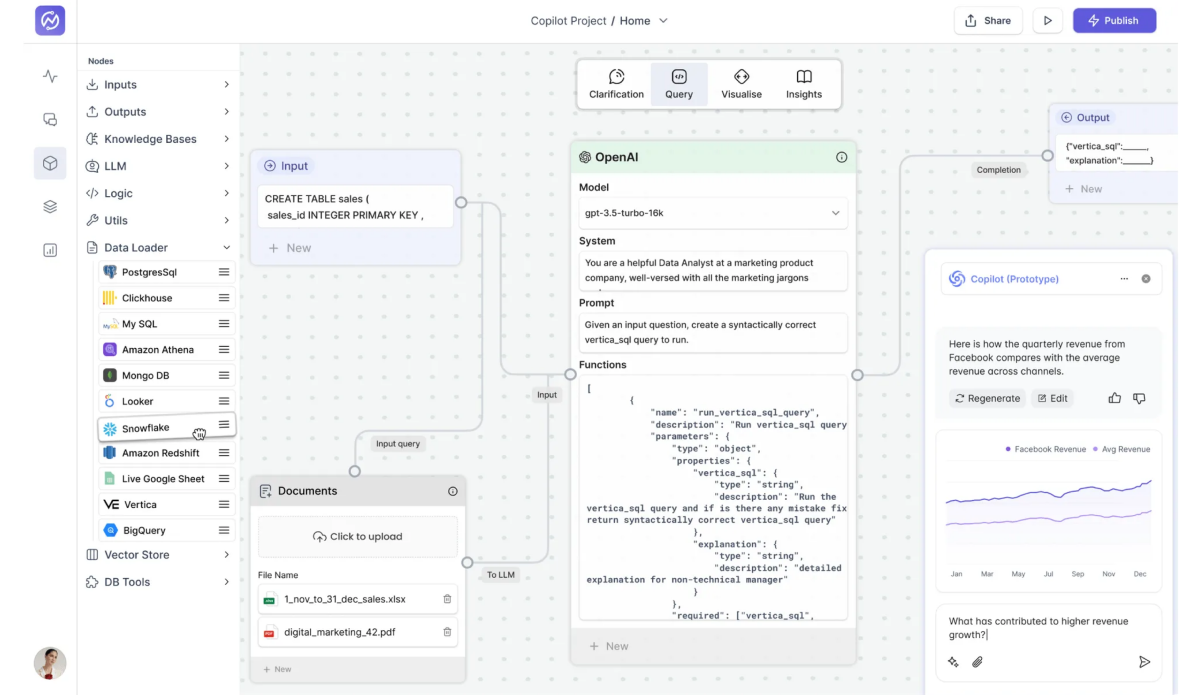 Copilot Project / Home
Share
Publish
Nodes
Inputs
Outputs
Knowledge Bases
LLM
Logic
Utils
Data Loader
PostgresSql
Clickhouse
My SQL
Amazon Athena
Mongo DB
Looker
Snowflake
Amazon Redshift
Live Google Sheet
Vertica
BigQuery
Vector Store
DB Tools
Clarification
Query
Visualise
Insights
Input
CREATE TABLE sales (
sales_id INTEGER PRIMARY KEY ,
+ New
Input query
Input
To LLM
Documents
Click to upload
File Name
1_nov_to_31_dec_sales.xlsx
digital_marketing_42.pdf
+ New
OpenAI
Model
gpt-3.5-turbo-16k
System
You are a helpful Data Analyst at a marketing product
company, well-versed with all the marketing jargons
Prompt
Given an input question, create a syntactically correct
vertica_sql query to run.
Functions
[
{
"name": "run_vertica_sql_query",
"description": "Run vertica_sql query
"parameters": {
"type": "object",
"properties": {
"vertica_sql": {
"type": "string",
"description": "Run the
vertica_sql query and if is there any mistake fix
return syntactically correct vertica_sql query"
},
"explanation": {
"type": "string",
"description": "detailed
explanation for non-technical manager"
}
},
"required": ["vertica_sql",
+ New
Completion
Output
{"vertica_sql":_____,
"explanation":______}
+ New
Copilot (Prototype)
Here is how the quarterly revenue from
Facebook compares with the average
revenue across channels.
Regenerate
Edit
Facebook Revenue
Avg Revenue
Jan Mar May Jul Sep Nov Dec
What has contributed to higher revenue
growth?